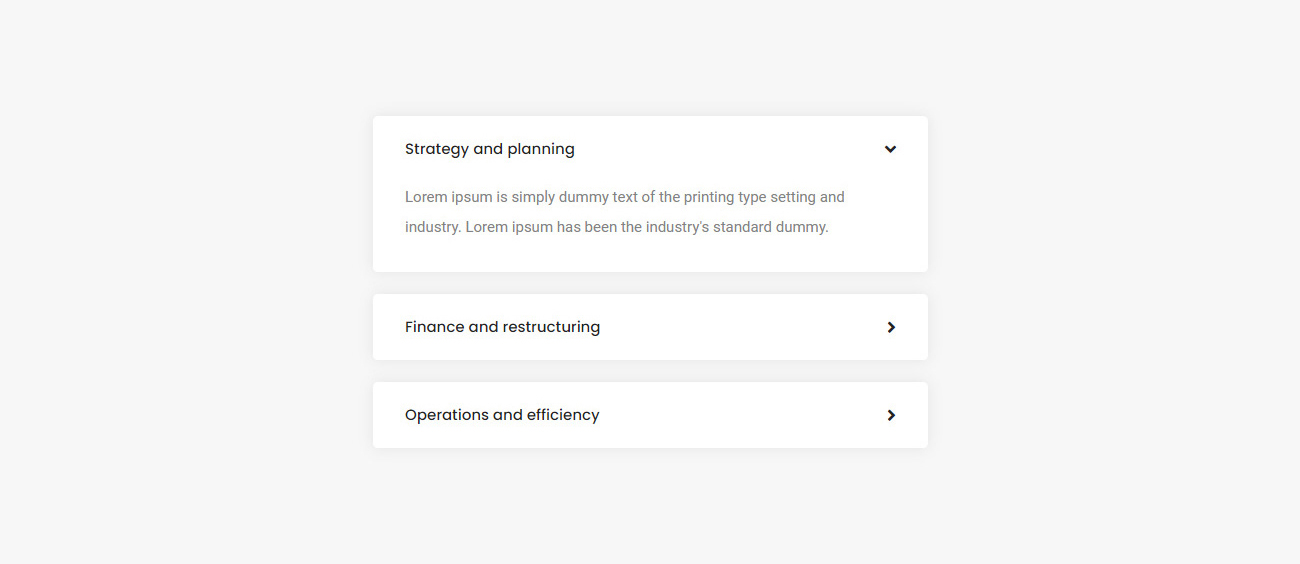 Strategy and planning
Lorem ipsum is simply dummy text of the printing type setting and
industry. Lorem ipsum has been the industry's standard dummy.
Finance and restructuring
Operations and efficiency